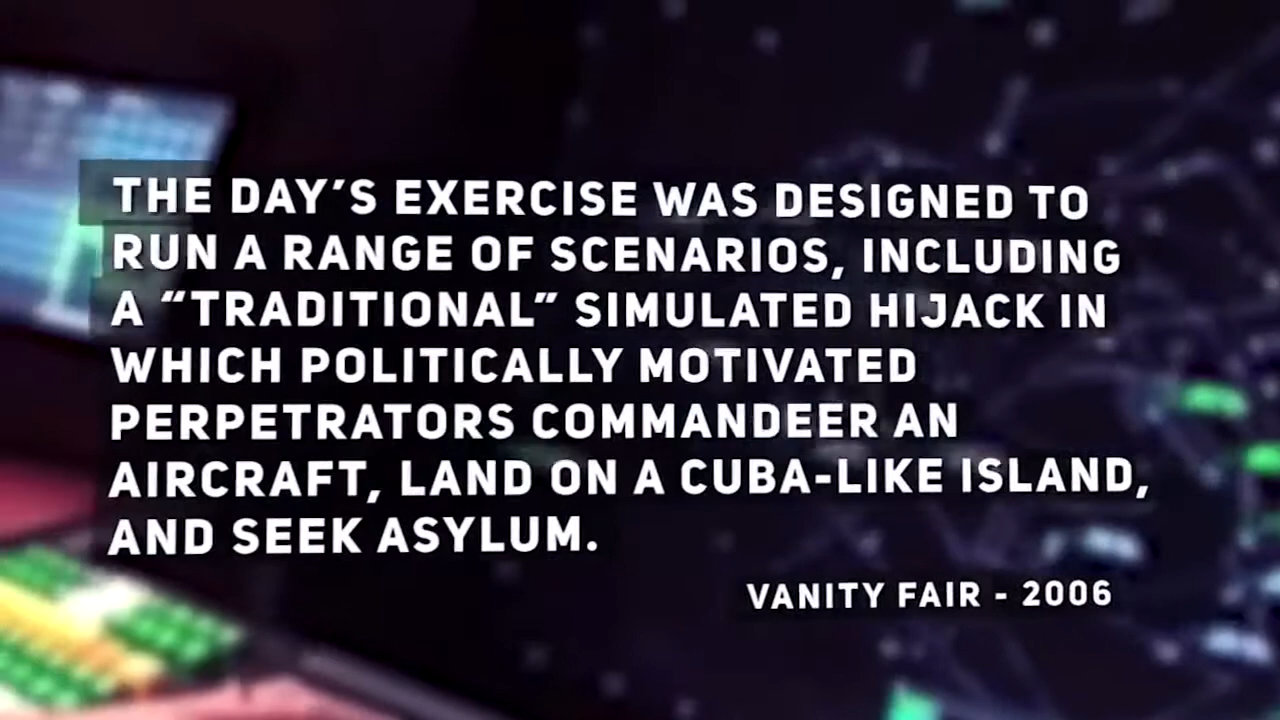 THE DAY'S EXERCISE WAS DESIGNED TO
RUN A RANGE OF SCENARIOS, INCLUDING
A “TRADITIONAL” SIMULATED HIJACK IN
WHICH POLITICALLY MOTIVATED
PERPETRATORS COMMANDEER AN
AIRCRAFT, LAND ON A CUBA-LIKE ISLAND,
AND SEEK ASYLUM.
VANITY FAIR - 2006